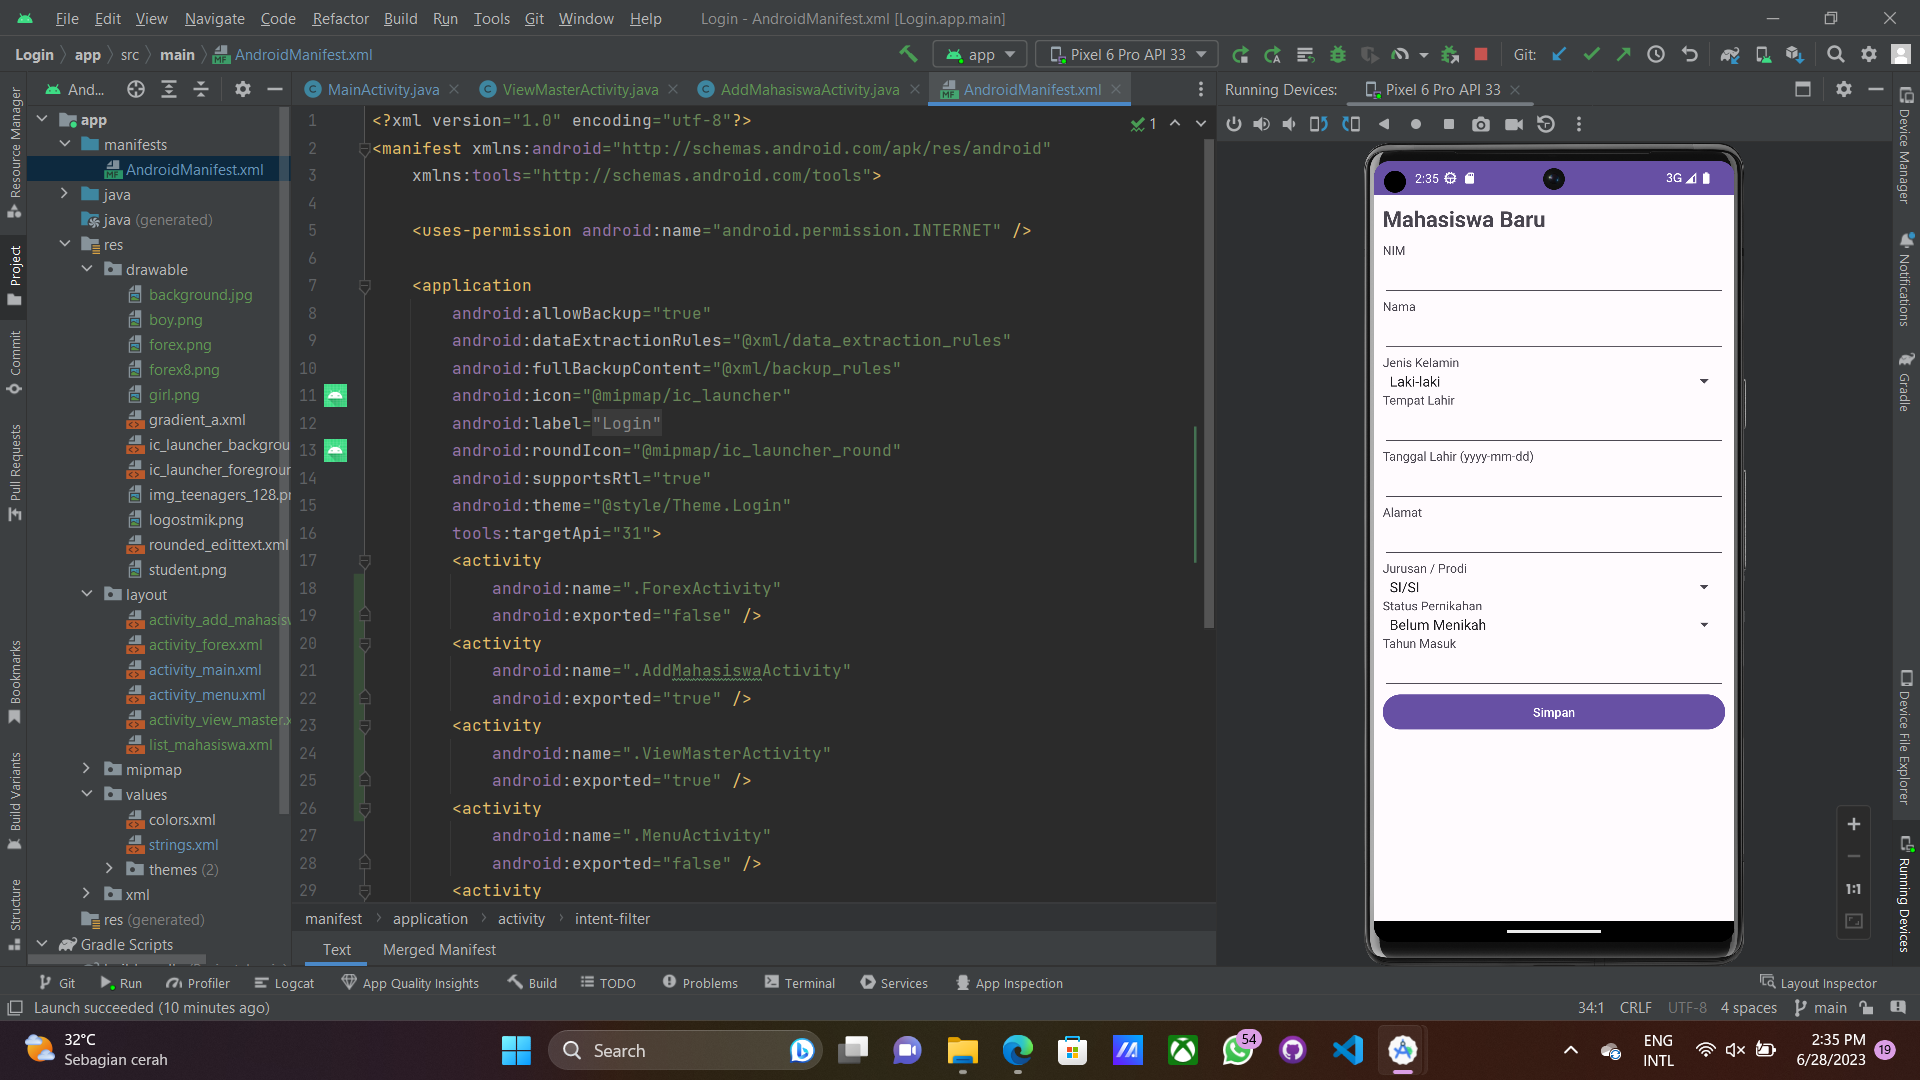 File Edit View Navigate Code Refactor Build Run Tools Git Window Help Login - AndroidManifest.xml [Login.app.main]
Login app src main AndroidManifest.xml app Pixel 6 Pro API 33 Git:
And... MainActivity.java ViewMasterActivity.java AddMahasiswaActivity.java AndroidManifest.xml Running Devices: Pixel 6 Pro API 33
Resource Manager
Project
Commit
Pull Requests
Bookmarks
Build Variants
Structure
app
manifests
AndroidManifest.xml
java
java (generated)
res
drawable
background.jpg
boy.png
forex.png
forex8.png
girl.png
gradient_a.xml
ic_launcher_backgrou
ic_launcher_foregrour
img_teenagers_128.p
logostmik.png
rounded_edittext.xml
student.png
layout
activity_add_mahasis
activity_forex.xml
activity_main.xml
activity_menu.xml
activity_view_master.x
list_mahasiswa.xml
mipmap
values
colors.xml
strings.xml
themes (2)
xml
res (generated)
Gradle Scripts
1 <?xml version="1.0" encoding="utf-8"?> 1
2 <manifest xmlns:android="http://schemas.android.com/apk/res/android"
3 xmlns:tools="http://schemas.android.com/tools">
4
5 <uses-permission android:name="android.permission.INTERNET" />
6
7 <application
8 android:allowBackup="true"
9 android:dataExtractionRules="@xml/data_extraction_rules"
10 android:fullBackupContent="@xml/backup_rules"
11 android:icon="@mipmap/ic_launcher"
12 android:label="Login"
13 android:roundIcon="@mipmap/ic_launcher_round"
14 android:supportsRtl="true"
15 android:theme="@style/Theme.Login"
16 tools:targetApi="31">
17 <activity
18 android:name=".ForexActivity"
19 android:exported="false" />
20 <activity
21 android:name=".AddMahasiswaActivity"
22 android:exported="true" />
23 <activity
24 android:name=".ViewMasterActivity"
25 android:exported="true" />
26 <activity
27 android:name=".MenuActivity"
28 android:exported="false" />
29 <activity
manifest application activity intent-filter
Text Merged Manifest
2:35 3G
Mahasiswa Baru
NIM
Nama
Jenis Kelamin
Laki-laki
Tempat Lahir
Tanggal Lahir (yyyy-mm-dd)
Alamat
Jurusan / Prodi
SI/SI
Status Pernikahan
Belum Menikah
Tahun Masuk
Simpan
1:1
Device Manager
Notifications
Gradle
Device File Explorer
Running Devices
Git Run Profiler Logcat App Quality Insights Build TODO Problems Terminal Services App Inspection Layout Inspector
Launch succeeded (10 minutes ago) 34:1 CRLF UTF-8 4 spaces main
32°C
Sebagian cerah
Search
54
ENG
INTL
2:35 PM
6/28/2023
19